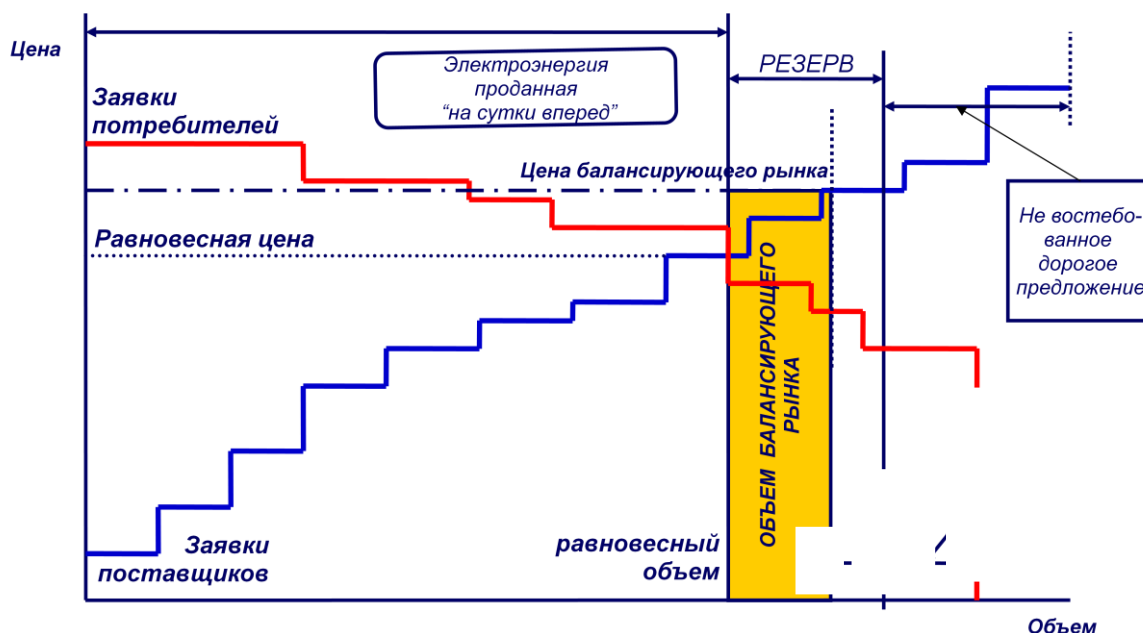 Цена
Электроэнергия
проданная
“на сутки вперед”
РЕЗЕРВ
Заявки
потребителей
Цена балансирующего рынка
Не востебо-
ванное
дорогое
предложение
Равновесная цена
ОБЪЕМ БАЛАНСИРУЮЩЕГО
РЫНКА
Заявки
поставщиков
равновесный
объем
Объем